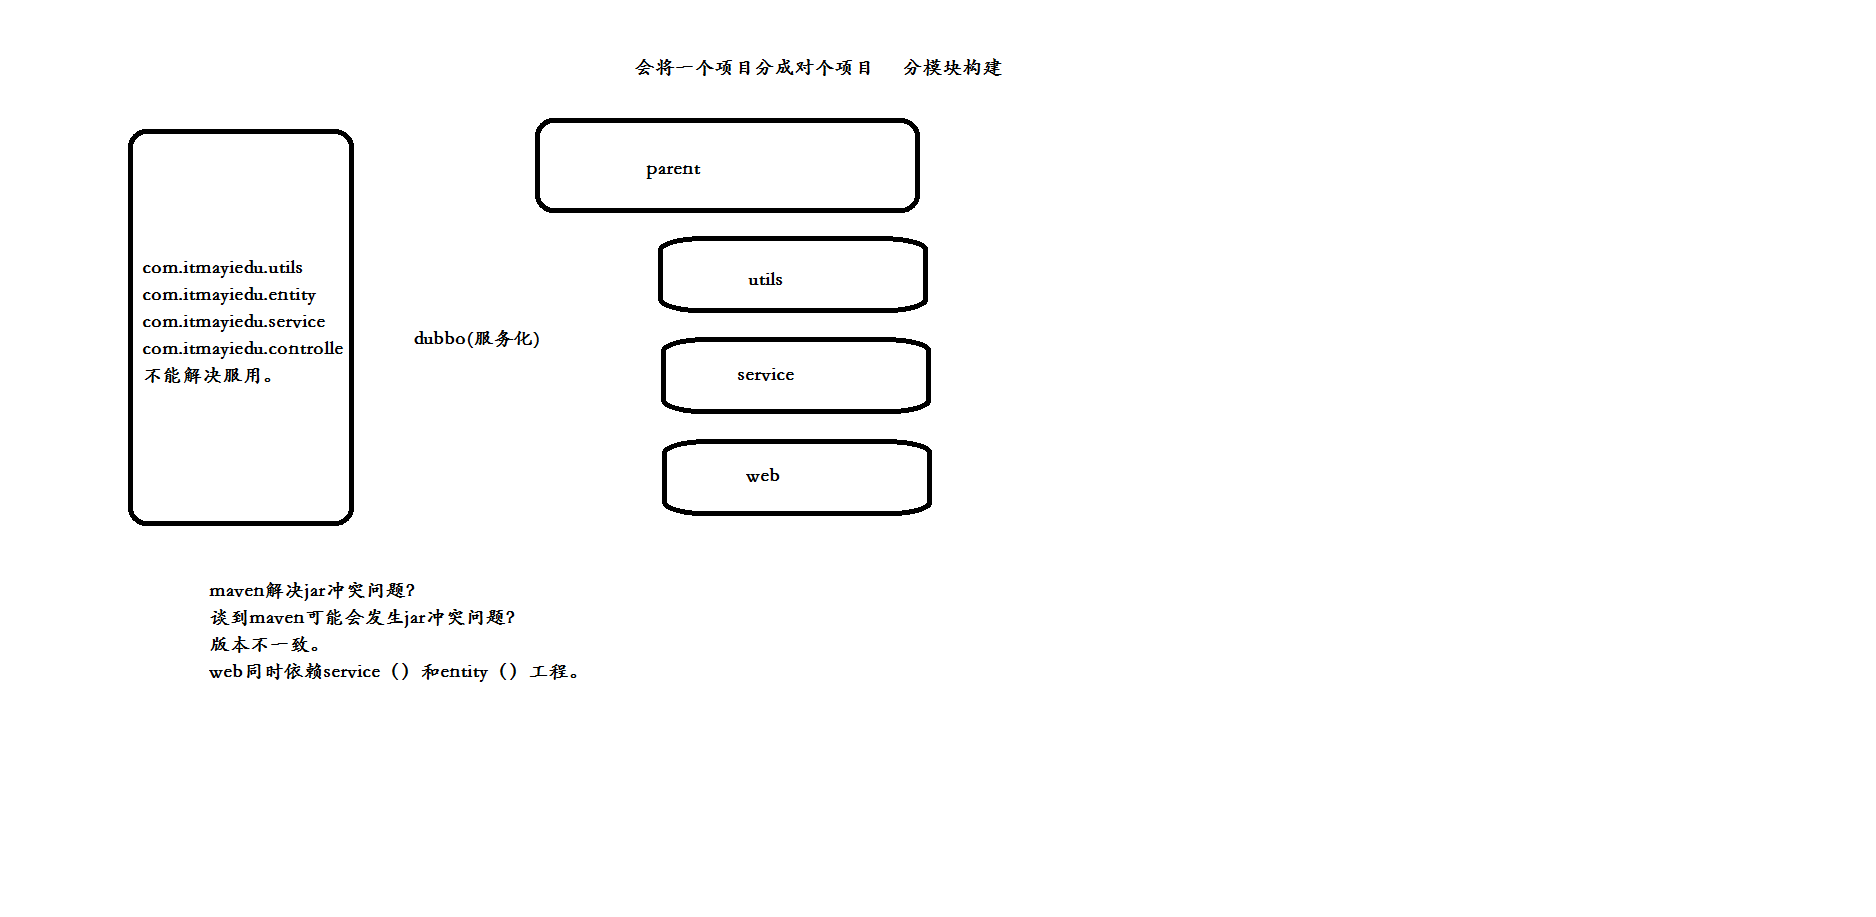 会将一个项目分成对个项目 分模块构建
com.itmayiedu.utils
com.itmayiedu.entity
com.itmayiedu.service
com.itmayiedu.controlle
不能解决服用。
dubbo(服务化)
parent
utils
service
web
maven解决jar冲突问题?
谈到maven可能会发生jar冲突问题?
版本不一致。
web同时依赖service（）和entity（）工程。